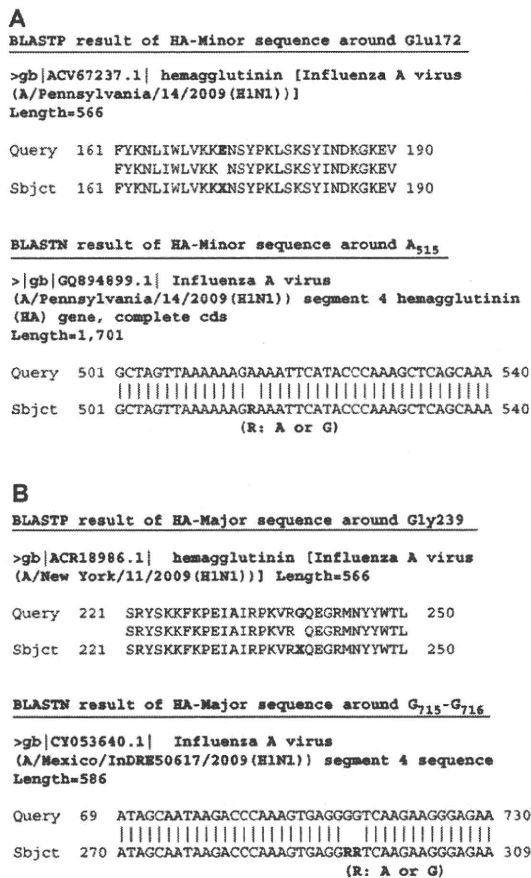 A
BLASTP result of HA-Minor sequence around Glu172
>gb|ACV67237.1| hemagglutinin [Influenza A virus
(A/Pennsylvania/14/2009(H1N1))]
Length=566
Query 161 FYKNLIWLVKKENSYPKLSKSYINDKGKEV 190
FYKNLIWLVKK NSYPKLSKSYINDKGKEV
Sbjct 161 FYKNLIWLVKKXNSYPKLSKSYINDKGKEV 190
BLASTN result of HA-Minor sequence around A515
>|gb|GQ894899.1| Influenza A virus
(A/Pennsylvania/14/2009(H1N1)) segment 4 hemagglutinin
(HA) gene, complete cds
Length=1,701
Query 501 GCTAGTTAAAAAAGAAAATTCATACCCAAAGCTCAGCAAA 540
||||||||||||||| ||||||||||||||||||||||||
Sbjct 501 GCTAGTTAAAAAAGRAAATTCATACCCAAAGCTCAGCAAA 540
(R: A or G)
B
BLASTP result of HA-Major sequence around Gly239
>gb|ACR18986.1| hemagglutinin [Influenza A virus
(A/New York/11/2009(H1N1))] Length=566
Query 221 SRYSKKFKPEIAIRPKVRGQEGRMNYYWTL 250
SRYSKKFKPEIAIRPKVR QEGRMNYYWTL
Sbjct 221 SRYSKKFKPEIAIRPKVRXQEGRMNYYWTL 250
BLASTN result of HA-Major sequence around G715-G716
>gb|CY053640.1| Influenza A virus
(A/Mexico/InDRE50617/2009(H1N1)) segment 4 sequence
Length=586
Query 69 ATAGCAATAAGACCCAAAGTGAGGGGTCAAGAAGGGAGAA 730
|||||||||||||||||||||||| ||||||||||||||
Sbjct 270 ATAGCAATAAGACCCAAAGTGAGGRRTCAAGAAGGGAGAA 309
(R: A or G)